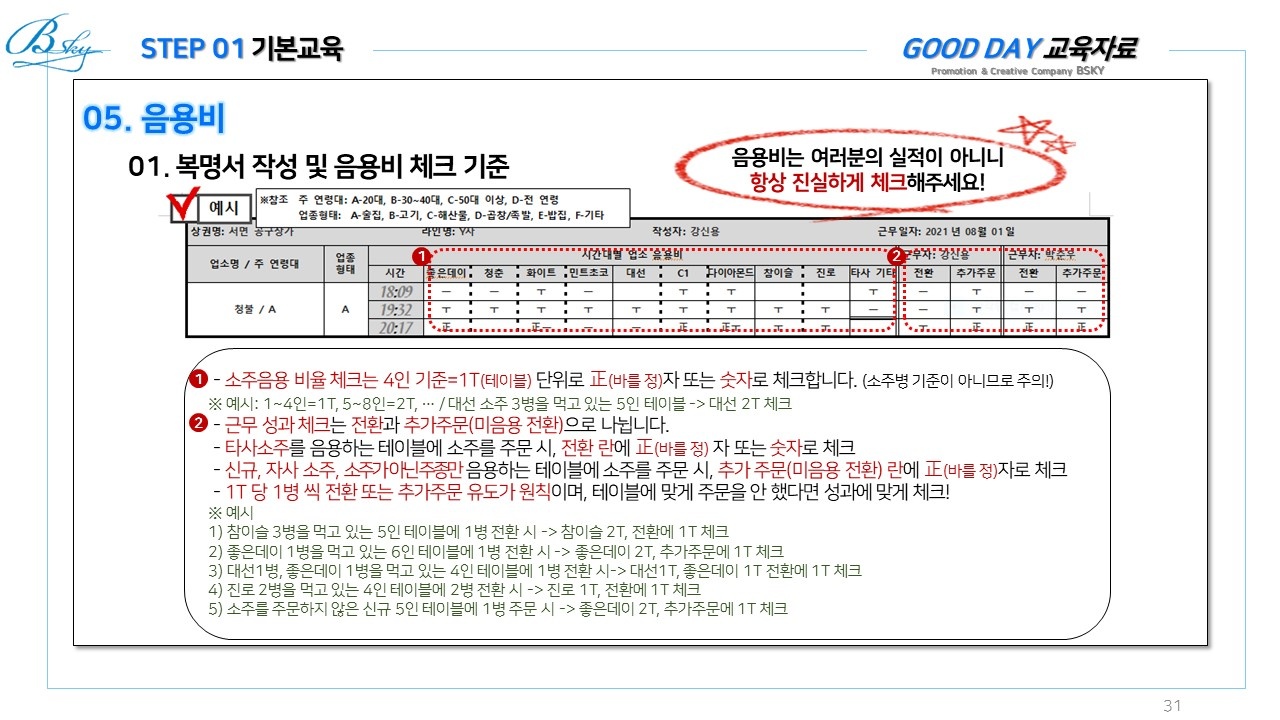 Bsky
STEP 01 기본교육
GOOD DAY 교육자료
Promotion & Creative Company BSKY
05. 음용비
01. 복명서 작성 및 음용비 체크 기준
음용비는 여러분의 실적이 아니니
항상 진실하게 체크해주세요!
예시
※참조 주 연령대: A-20대, B-30~40대, C-50대 이상, D-전 연령
업종형태: A-술집, B-고기, C-해산물, D-곱창/족발, E-밥집, F-기타
상권명: 서면 공구상가 라인명: Y사 작성자: 강신용 근무일자: 2021 년 08월 01일
업소명 / 주 연령대 업종 형태 1 시간대별 업소 음용비 2 근무자: 강신용 근무자: 박준우
시간 좋은데이 청춘 화이트 민트초코 대선 C1 다이아몬드 참이슬 진로 타사 기타 전환 추가주문 전환 추가주문
18:09 ㅡ ㅡ ㅜ ㅡ ㅜ ㅜ ㅜ ㅡ ㅜ ㅡ ㅡ
청불 / A A 19:32 ㅜ ㅜ ㅜ ㅜ ㅜ ㅜ ㅜ ㅜ ㅜ ㅡ ㅡ ㅜ ㅜ ㅜ
20:17 正 正ㅡ ㅡ ㅡ 正 正ㅜ ㅜ ㅜ ㅜ 正 正 正
1 - 소주음용 비율 체크는 4인 기준=1T(테이블) 단위로 正(바를 정)자 또는 숫자로 체크합니다. (소주병 기준이 아니므로 주의!)
※ 예시: 1~4인=1T, 5~8인=2T, … / 대선 소주 3병을 먹고 있는 5인 테이블 -> 대선 2T 체크
2 - 근무 성과 체크는 전환과 추가주문(미음용 전환)으로 나뉩니다.
- 타사소주를 음용하는 테이블에 소주를 주문 시, 전환 란에 正(바를 정) 자 또는 숫자로 체크
- 신규, 자사 소주, 소주가아닌주종만 음용하는 테이블에 소주를 주문 시, 추가 주문(미음용 전환) 란에 正(바를 정)자로 체크
- 1T 당 1병 씩 전환 또는 추가주문 유도가 원칙이며, 테이블에 맞게 주문을 안 했다면 성과에 맞게 체크!
※ 예시
1) 참이슬 3병을 먹고 있는 5인 테이블에 1병 전환 시 -> 참이슬 2T, 전환에 1T 체크
2) 좋은데이 1병을 먹고 있는 6인 테이블에 1병 전환 시 -> 좋은데이 2T, 추가주문에 1T 체크
3) 대선1병, 좋은데이 1병을 먹고 있는 4인 테이블에 1병 전환 시-> 대선1T, 좋은데이 1T 전환에 1T 체크
4) 진로 2병을 먹고 있는 4인 테이블에 2병 전환 시 -> 진로 1T, 전환에 1T 체크
5) 소주를 주문하지 않은 신규 5인 테이블에 1병 주문 시 -> 좋은데이 2T, 추가주문에 1T 체크
31